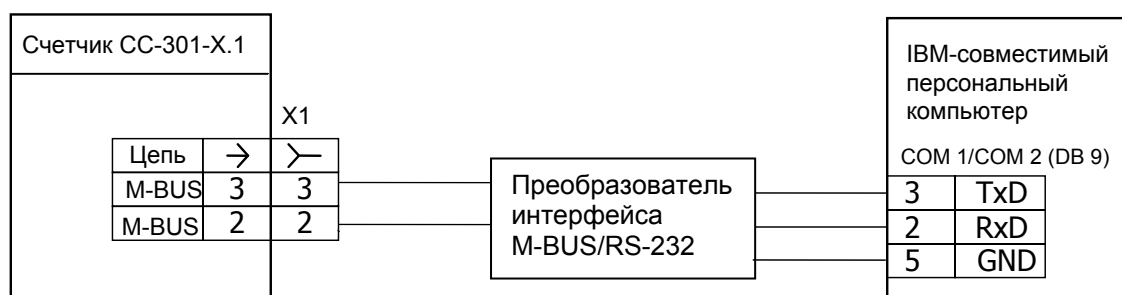 Счетчик СС-301-Х.1
X1
Цепь
M-BUS 3 3
M-BUS 2 2
Преобразователь
интерфейса
M-BUS/RS-232
IBM-совместимый
персональный
компьютер
COM 1/COM 2 (DB 9)
3 TxD
2 RxD
5 GND